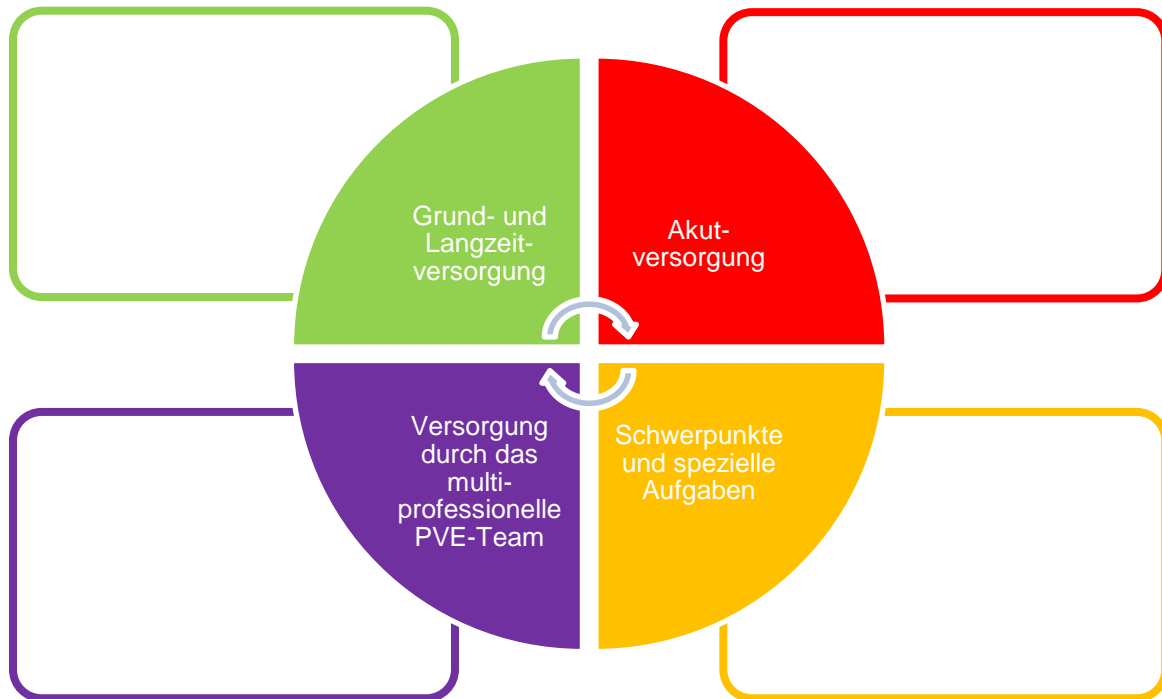 Grund- und
Langzeit-
versorgung
Akut-
versorgung
Versorgung
durch das
multi-
professionelle
PVE-Team
Schwerpunkte
und spezielle
Aufgaben